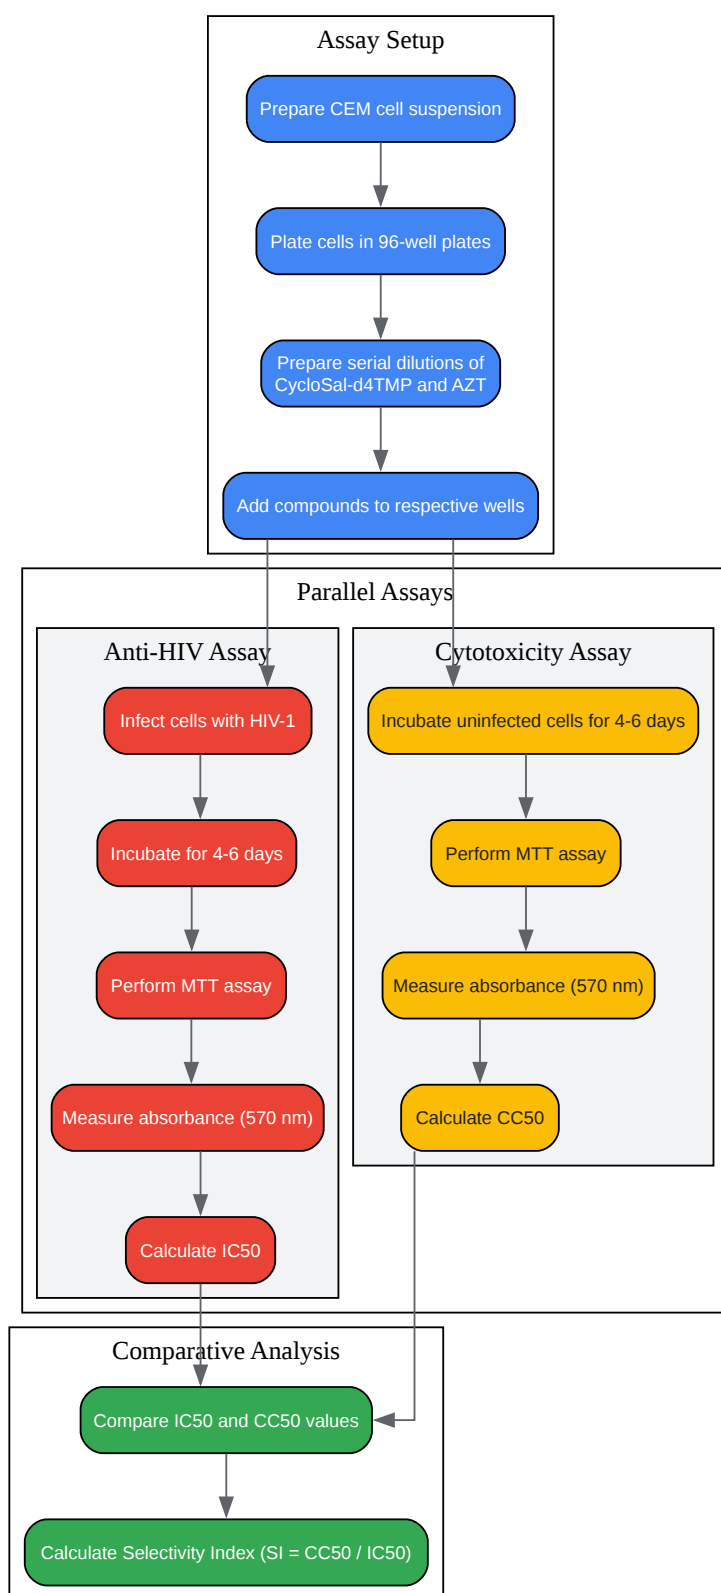 Assay Setup
Prepare CEM cell suspension
Plate cells in 96-well plates
Prepare serial dilutions of
CycloSal-d4TMP and AZT
Add compounds to respective wells
Parallel Assays
Anti-HIV Assay
Infect cells with HIV-1
Incubate for 4-6 days
Perform MTT assay
Measure absorbance (570 nm)
Calculate IC50
Cytotoxicity Assay
Incubate uninfected cells for 4-6 days
Perform MTT assay
Measure absorbance (570 nm)
Calculate CC50
Comparative Analysis
Compare IC50 and CC50 values
Calculate Selectivity Index (SI = CC50 / IC50)